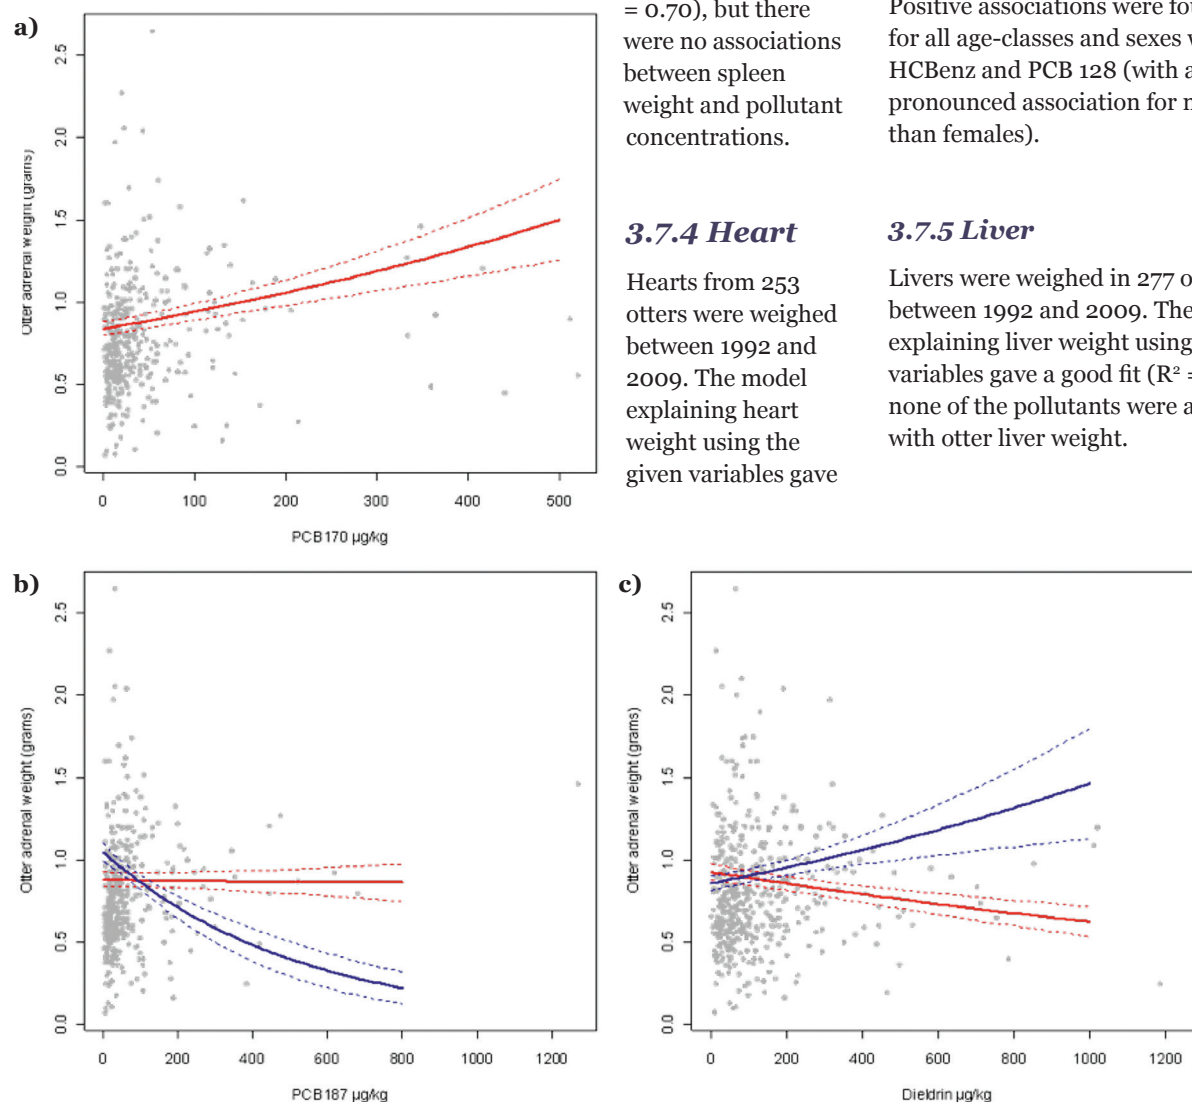 = 0.70), but there
were no associations
between spleen
weight and pollutant
concentrations.
3.7.4 Heart
Hearts from 253
otters were weighed
between 1992 and
2009. The model
explaining heart
weight using the
given variables gave
Positive associations were
for all age-classes and sexes
HCBenz and PCB 128 (with
pronounced association for
than females).
3.7.5 Liver
Livers were weighed in 277
between 1992 and 2009. The
explaining liver weight using
variables gave a good fit (R² =
none of the pollutants were
with otter liver weight.
a)
Otter adrenal weight (grams)
2.5
2.0
1.5
1.0
0.5
0.0
0 100 200 300 400 500
PCB170 µg/kg
b)
Otter adrenal weight (grams)
2.5
2.0
1.5
1.0
0.5
0.0
0 200 400 600 800 1000 1200
PCB187 µg/kg
c)
Otter adrenal weight (grams)
2.5
2.0
1.5
1.0
0.5
0.0
0 200 400 600 800 1000 1200
Dieldrin µg/kg